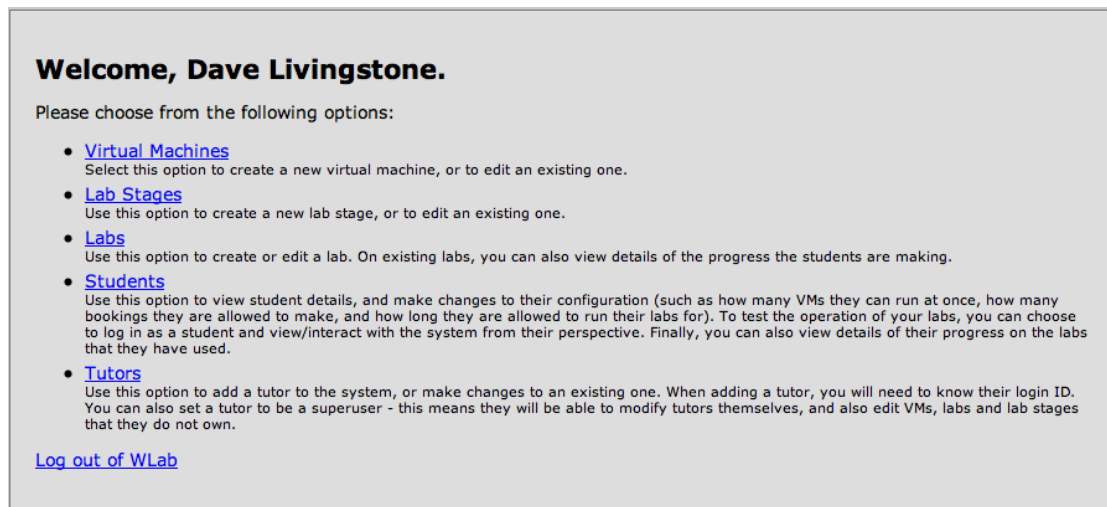 Welcome, Dave Livingstone.
Please choose from the following options:
• Virtual Machines
Select this option to create a new virtual machine, or to edit an existing one.
• Lab Stages
Use this option to create a new lab stage, or to edit an existing one.
• Labs
Use this option to create or edit a lab. On existing labs, you can also view details of the progress the students are making.
• Students
Use this option to view student details, and make changes to their configuration (such as how many VMs they can run at once, how many
bookings they are allowed to make, and how long they are allowed to run their labs for). To test the operation of your labs, you can choose
to log in as a student and view/interact with the system from their perspective. Finally, you can also view details of their progress on the labs
that they have used.
• Tutors
Use this option to add a tutor to the system, or make changes to an existing one. When adding a tutor, you will need to know their login ID.
You can also set a tutor to be a superuser - this means they will be able to modify tutors themselves, and also edit VMs, labs and lab stages
that they do not own.
Log out of WLab